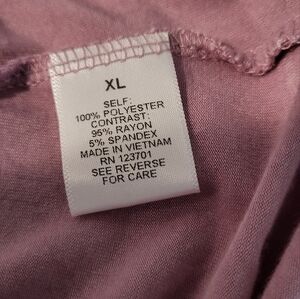 XL
SELF:
100% POLYESTER
CONTRAST:
95% RAYON
5% SPANDEX
MADE IN VIETNAM
RN 123701
SEE REVERSE
FOR CARE